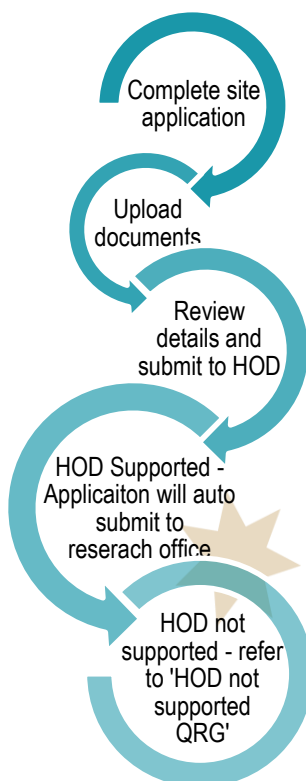 Complete site
application
Upload
documents
Review
details and
submit to HOD
HOD Supported -
Applicaiton will auto
submit to
reserach office
HOD not
supported - refer
to 'HOD not
supported
QRG'